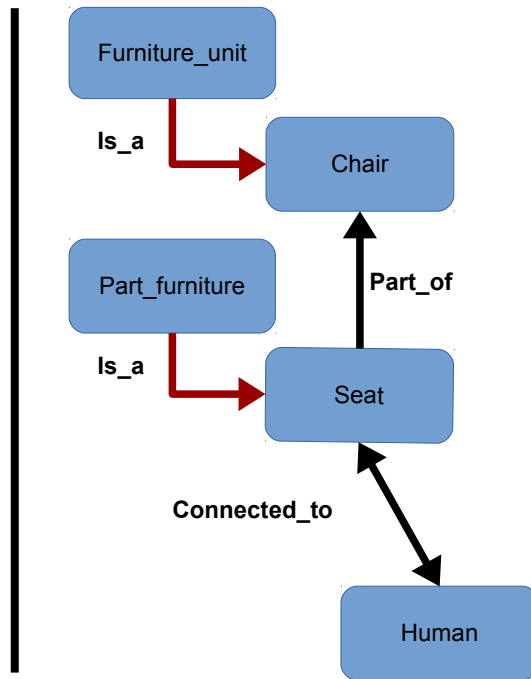 Furniture_unit
Is_a
Chair
Part_furniture
Part_of
Is_a
Seat
Connected_to
Human